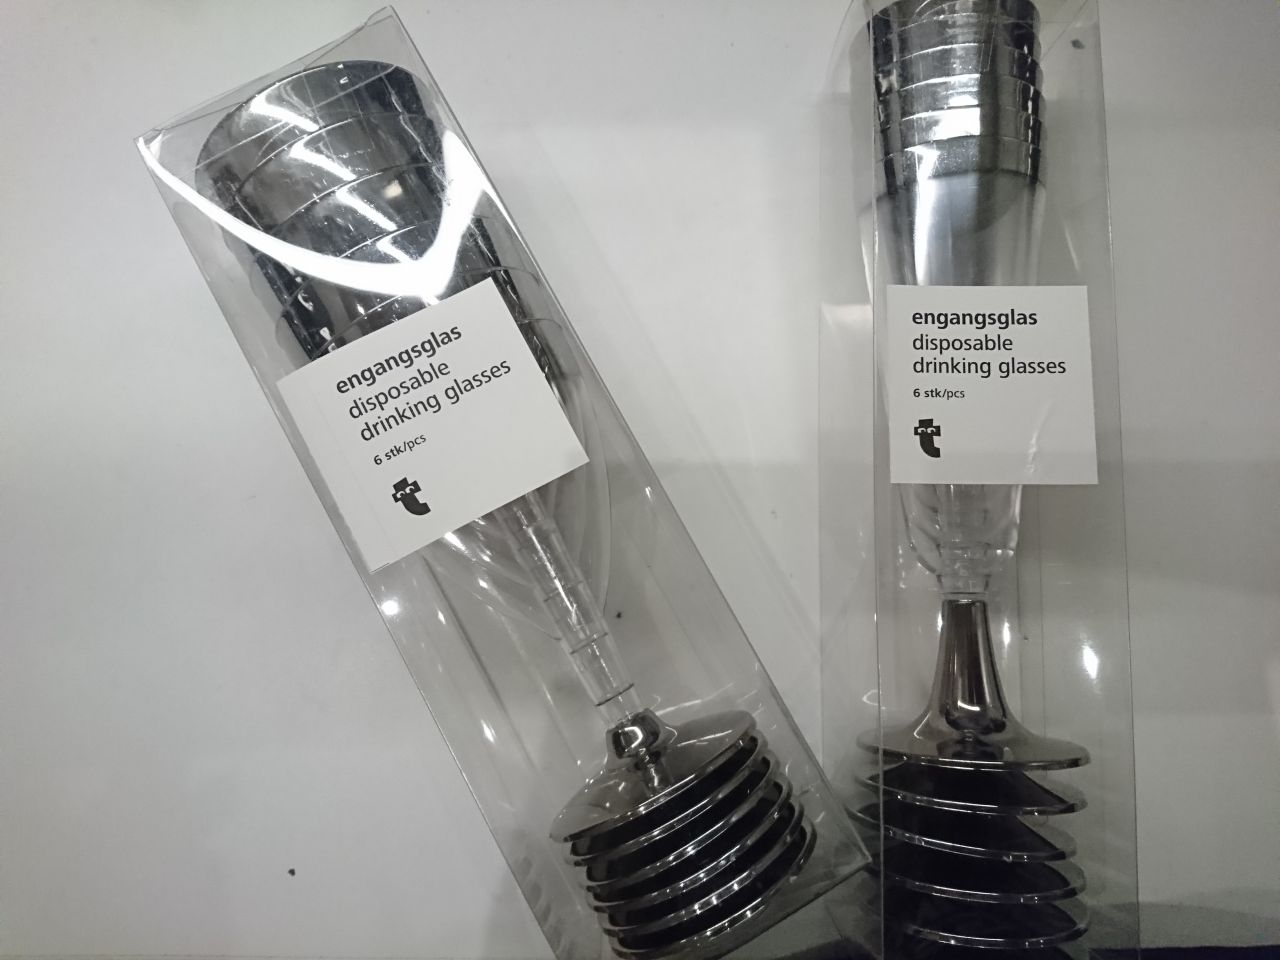 engangsglas
disposable
drinking glasses
6 stk/pcs
engangsglas
disposable
drinking glasses
6 stk/pcs